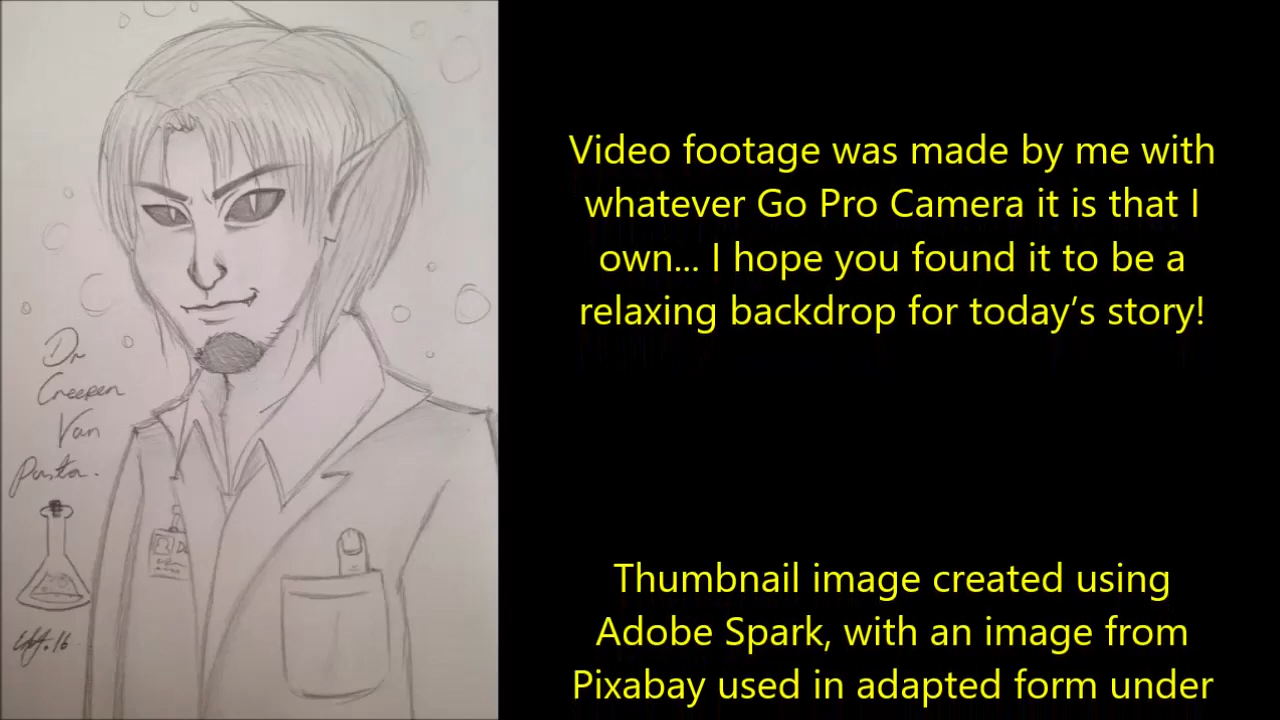 Dr
Creepen
Van
Pasta.
Video footage was made by me with
whatever Go Pro Camera it is that I
own... I hope you found it to be a
relaxing backdrop for today’s story!
Thumbnail image created using
Adobe Spark, with an image from
Pixabay used in adapted form under